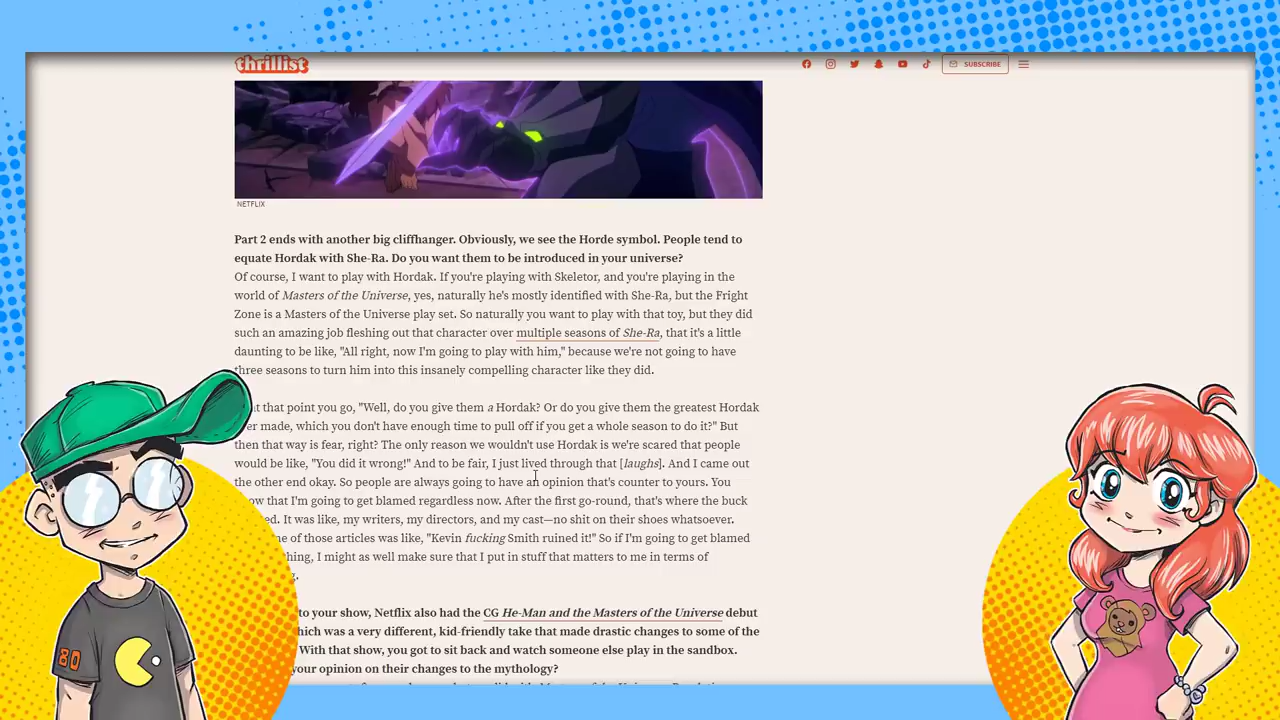 thrillist
SUBSCRIBE
NETFLIX
Part 2 ends with another big cliffhanger. Obviously, we see the Horde symbol. People tend to
equate Hordak with She-Ra. Do you want them to be introduced in your universe?
Of course, I want to play with Hordak. If you're playing with Skeletor, and you're playing in the
world of Masters of the Universe, yes, naturally he's mostly identified with She-Ra, but the Fright
Zone is a Masters of the Universe play set. So naturally you want to play with that toy, but they did
such an amazing job fleshing out that character over multiple seasons of She-Ra, that it's a little
daunting to be like, "All right, now I'm going to play with him," because we're not going to have
three seasons to turn him into this insanely compelling character like they did.
t that point you go, "Well, do you give them a Hordak? Or do you give them the greatest Hordak
er made, which you don't have enough time to pull off if you get a whole season to do it?" But
then that way is fear, right? The only reason we wouldn't use Hordak is we're scared that people
would be like, "You did it wrong!" And to be fair, I just lived through that [laughs]. And I came out
the other end okay. So people are always going to have an opinion that's counter to yours. You
ow that I'm going to get blamed regardless now. After the first go-round, that's where the buck
ed. It was like, my writers, my directors, and my cast—no shit on their shoes whatsoever.
ne of those articles was like, "Kevin fucking Smith ruined it!" So if I'm going to get blamed
hing, I might as well make sure that I put in stuff that matters to me in terms of
to your show, Netflix also had the CG He-Man and the Masters of the Universe debut
hich was a very different, kid-friendly take that made drastic changes to some of the
With that show, you got to sit back and watch someone else play in the sandbox.
your opinion on their changes to the mythology?
80